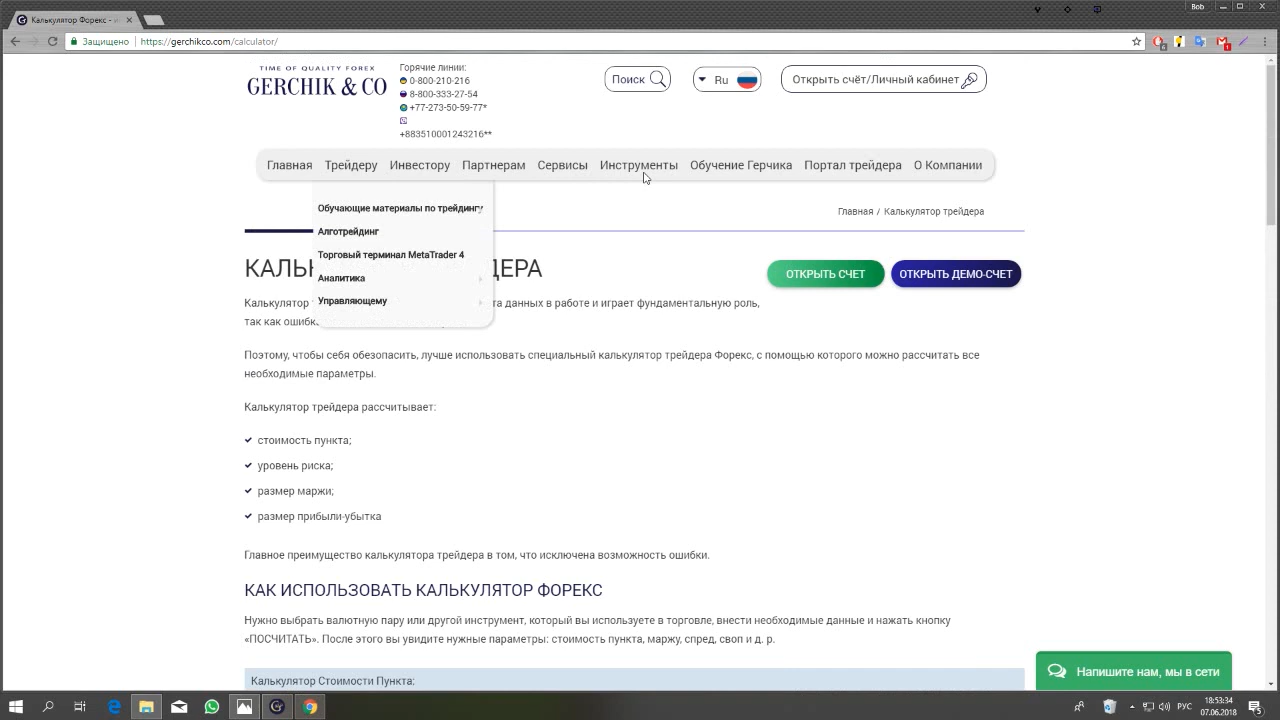 Калькулятор Форекс - и
Bob
Защищено
https://gerchikco.com/calculator/
TIME OF QUALITY FOREX
GERCHIK & CO
Горячие линии:
0-800-210-216
8-800-333-27-54
+77-273-50-59-77*
+883510001243216**
Поиск
Ru
Открыть счёт/Личный кабинет
Главная Трейдеру Инвестору Партнерам Сервисы Инструменты Обучение Герчика Портал трейдера О Компании
Обучающие материалы по трейдингу
Алготрейдинг
Торговый терминал MetaTrader 4
Аналитика
Управляющему
Главная / Калькулятор трейдера
КАЛЬ ДЕРА
ОТКРЫТЬ СЧЕТ
ОТКРЫТЬ ДЕМО-СЧЕТ
Калькулятор та данных в работе и играет фундаментальную роль,
так как ошибк
Поэтому, чтобы себя обезопасить, лучше использовать специальный калькулятор трейдера Форекс, с помощью которого можно рассчитать все
необходимые параметры.
Калькулятор трейдера рассчитывает:
стоимость пункта;
уровень риска;
размер маржи;
размер прибыли-убытка
Главное преимущество калькулятора трейдера в том, что исключена возможность ошибки.
КАК ИСПОЛЬЗОВАТЬ КАЛЬКУЛЯТОР ФОРЕКС
Нужно выбрать валютную пару или другой инструмент, который вы используете в торговле, внести необходимые данные и нажать кнопку
«ПОСЧИТАТЬ». После этого вы увидите нужные параметры: стоимость пункта, маржу, спред, своп и д. р.
Калькулятор Стоимости Пункта:
Напишите нам, мы в сети
РУС
18:53:34
07.06.2018
5